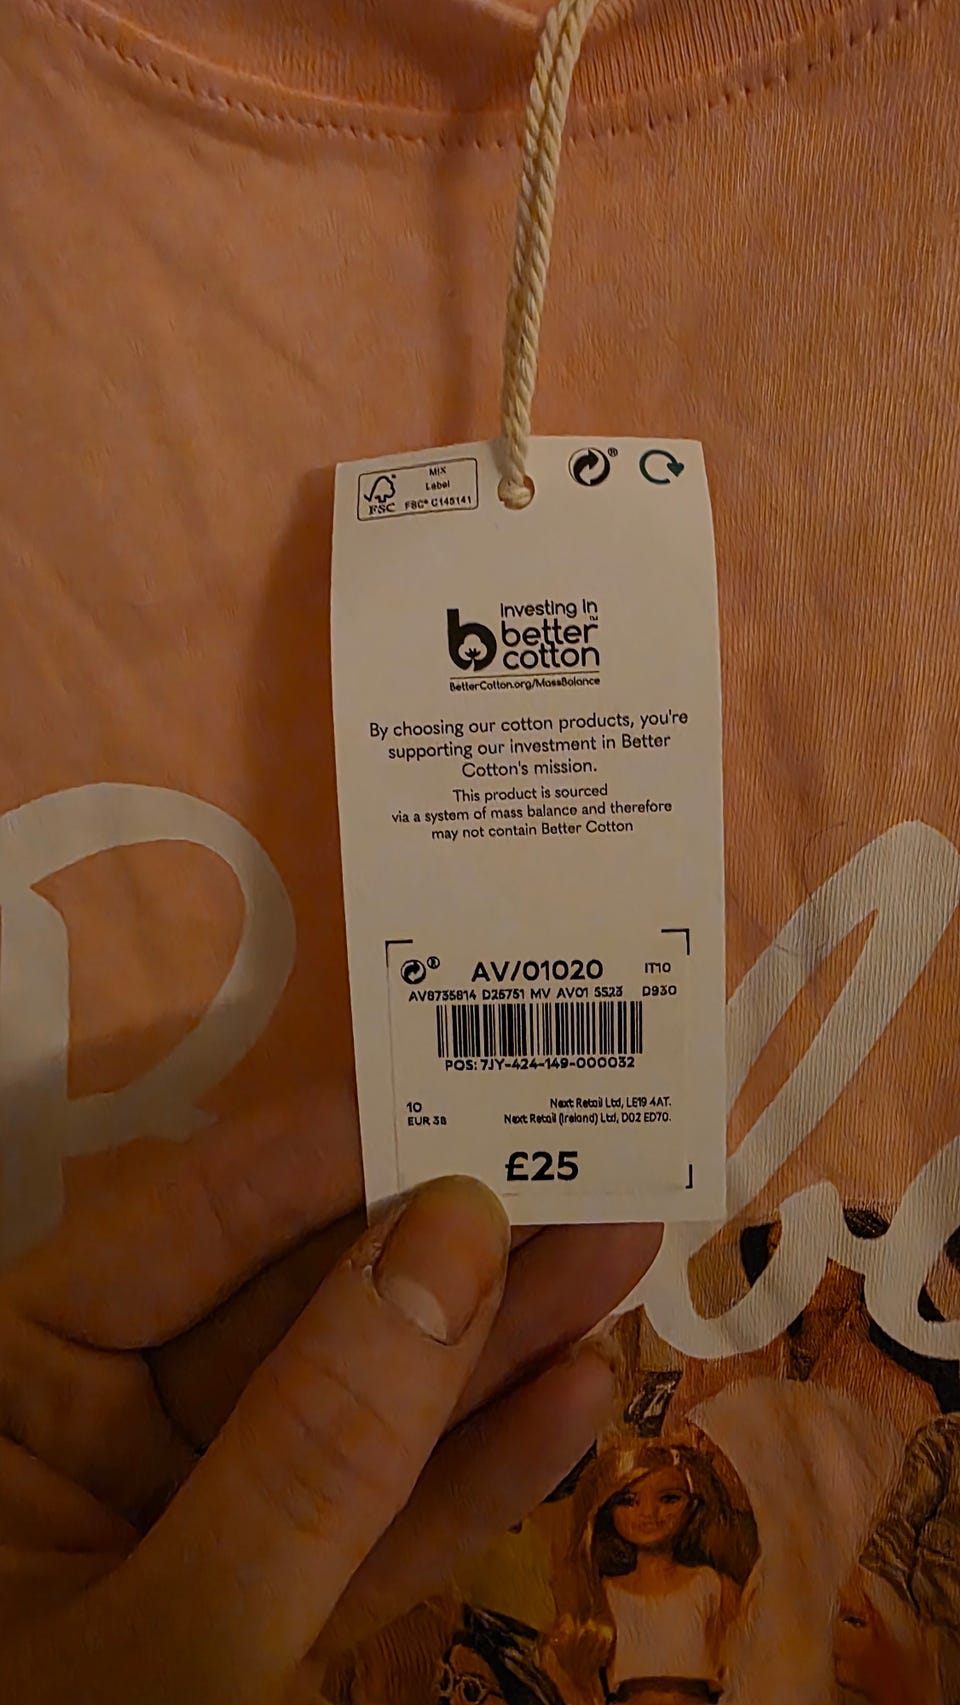 MIX
Label
FSC FSC® C145141
investing in
better™
cotton
BetterCotton.org/MassBalance
By choosing our cotton products, you're
supporting our investment in Better
Cotton's mission.
This product is sourced
via a system of mass balance and therefore
may not contain Better Cotton
AV/01020 IT10
AV8735814 D25751 MV AV01 SS23 D930
POS: 7JY-424-149-000032
10 Next Retail Ltd, LE19 4AT.
EUR 38 Next Retail (Ireland) Ltd, D02 ED70.
£25